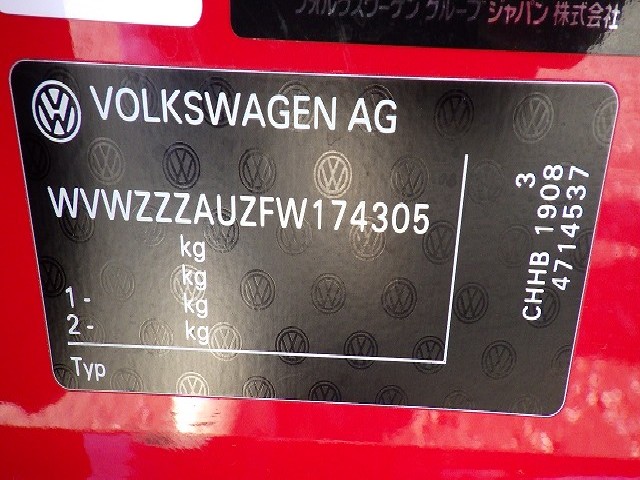 フォルクスワーゲン グループ ジャパン 株式会社
VOLKSWAGEN AG
WVWZZZAUZFW174305
kg
kg
1 - kg
2 - kg
Typ
3
CHHB 1908
4714537